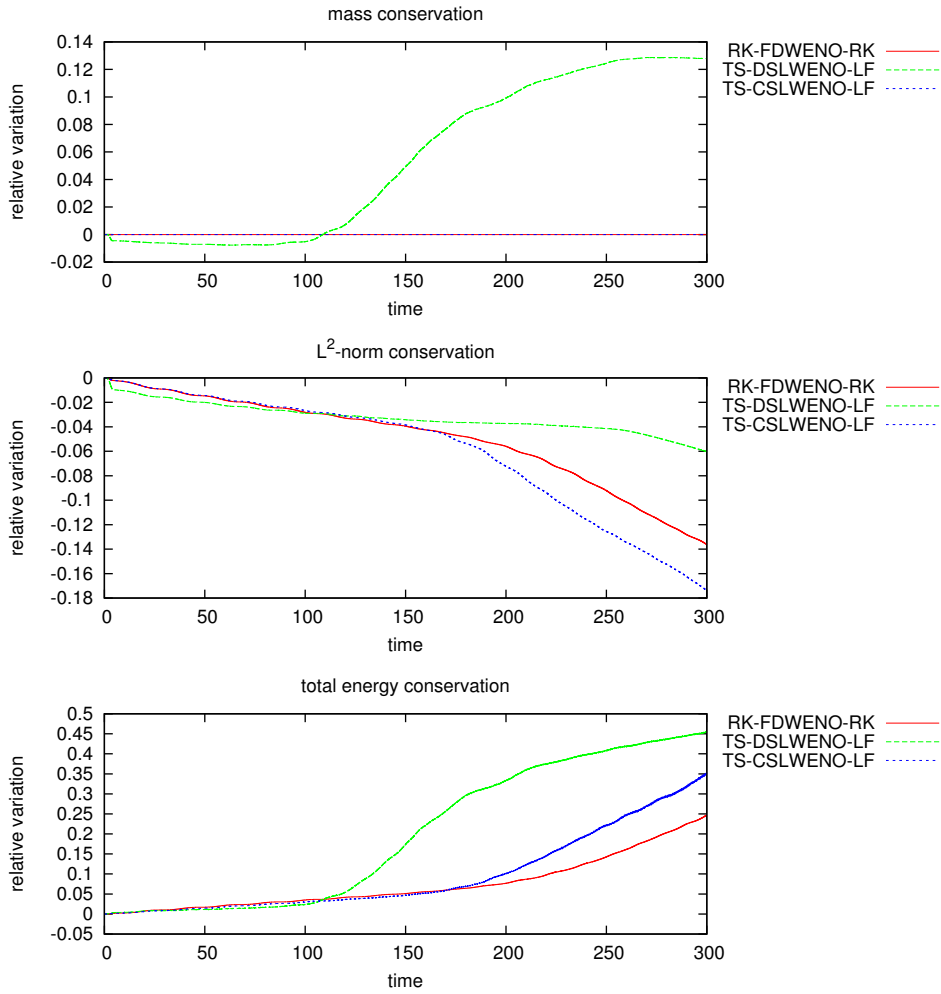 mass conservation
RK-FDWENO-RK
TS-DSLWENO-LF
TS-CSLWENO-LF
relative variation
0.14
0.12
0.1
0.08
0.06
0.04
0.02
0
-0.02
0 50 100 150 200 250 300
time
L²-norm conservation
RK-FDWENO-RK
TS-DSLWENO-LF
TS-CSLWENO-LF
relative variation
0
-0.02
-0.04
-0.06
-0.08
-0.1
-0.12
-0.14
-0.16
-0.18
0 50 100 150 200 250 300
time
total energy conservation
RK-FDWENO-RK
TS-DSLWENO-LF
TS-CSLWENO-LF
relative variation
0.5
0.45
0.4
0.35
0.3
0.25
0.2
0.15
0.1
0.05
0
-0.05
0 50 100 150 200 250 300
time